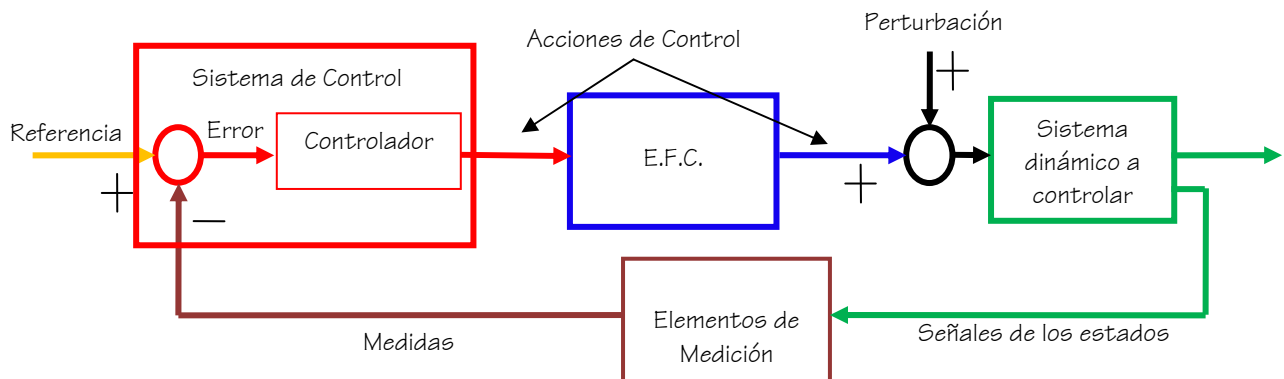 Perturbación
Acciones de Control
Sistema de Control
+
Referencia
Error
Controlador
E.F.C.
Sistema
dinámico a
controlar
+
−
+
Elementos de
Medición
Medidas
Señales de los estados